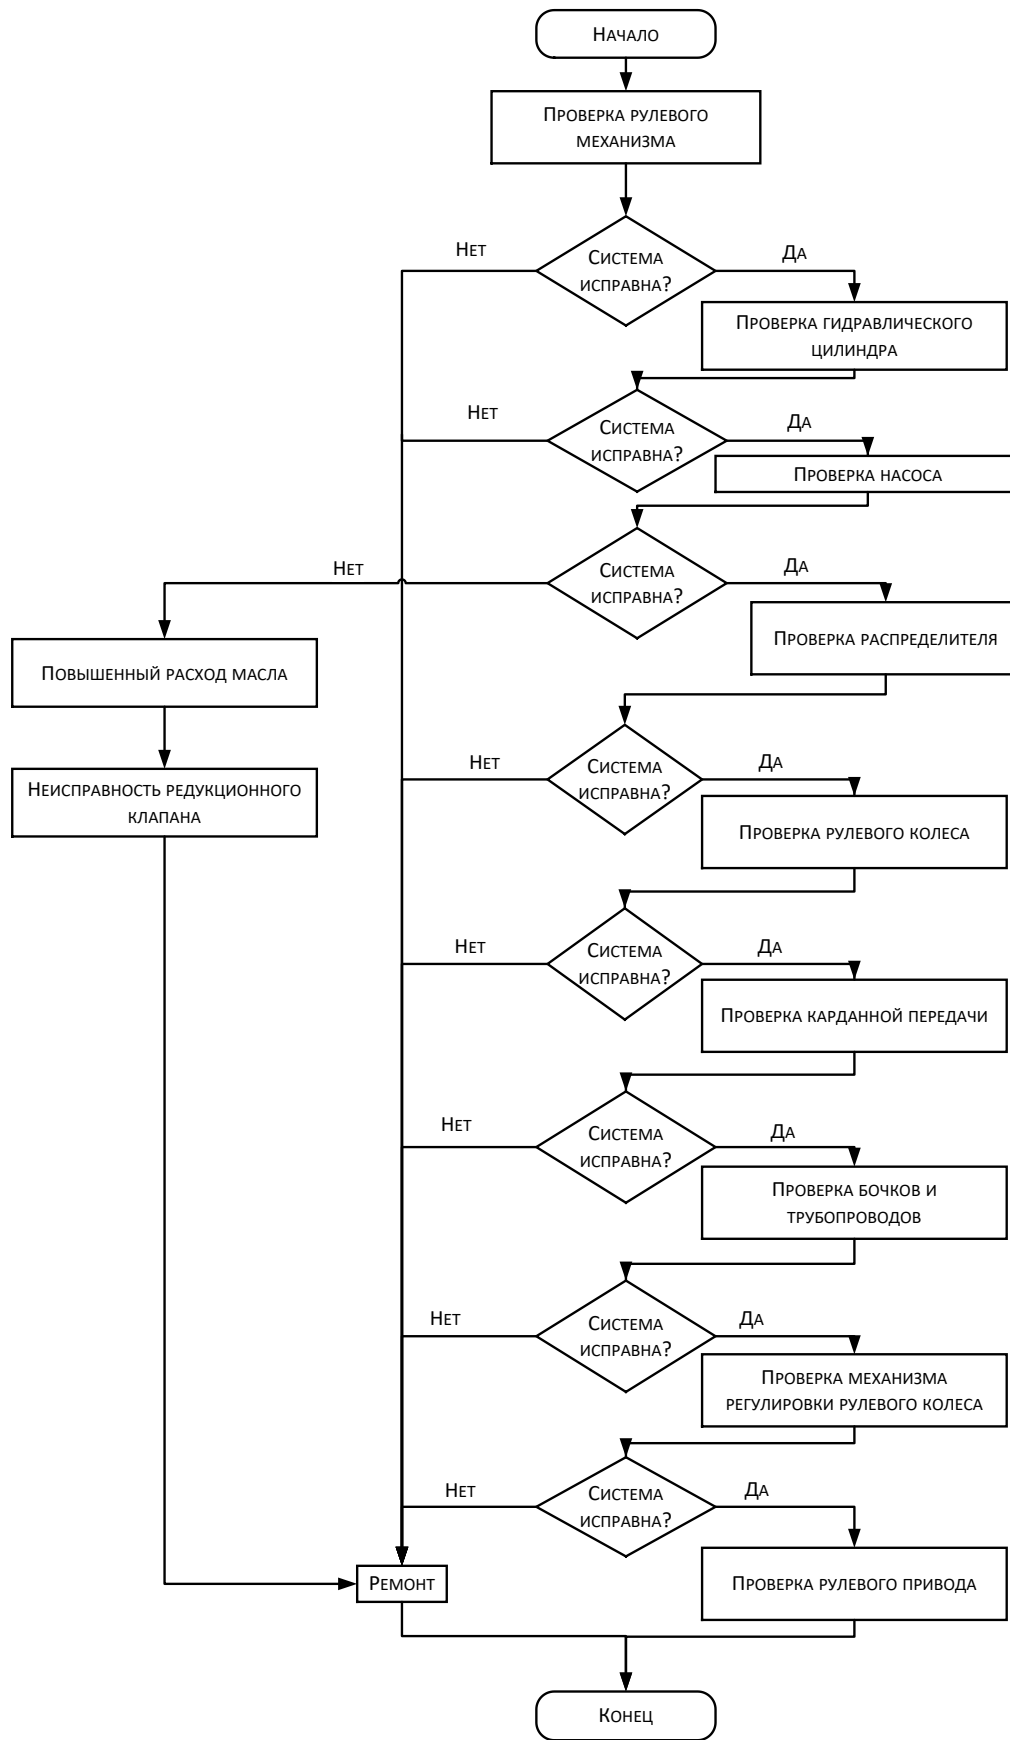 Начало
Проверка рулевого
механизма
Нет
Система
исправна?
Да
Проверка гидравлического
цилиндра
Нет
Система
исправна?
Да
Проверка насоса
Нет
Система
исправна?
Да
Проверка распределителя
Повышенный расход масла
Нет
Система
исправна?
Да
Неисправность редукционного
клапана
Проверка рулевого колеса
Нет
Система
исправна?
Да
Проверка карданной передачи
Нет
Система
исправна?
Да
Проверка бочков и
трубопроводов
Нет
Система
исправна?
Да
Проверка механизма
регулировки рулевого колеса
Нет
Система
исправна?
Да
Ремонт
Проверка рулевого привода
Конец